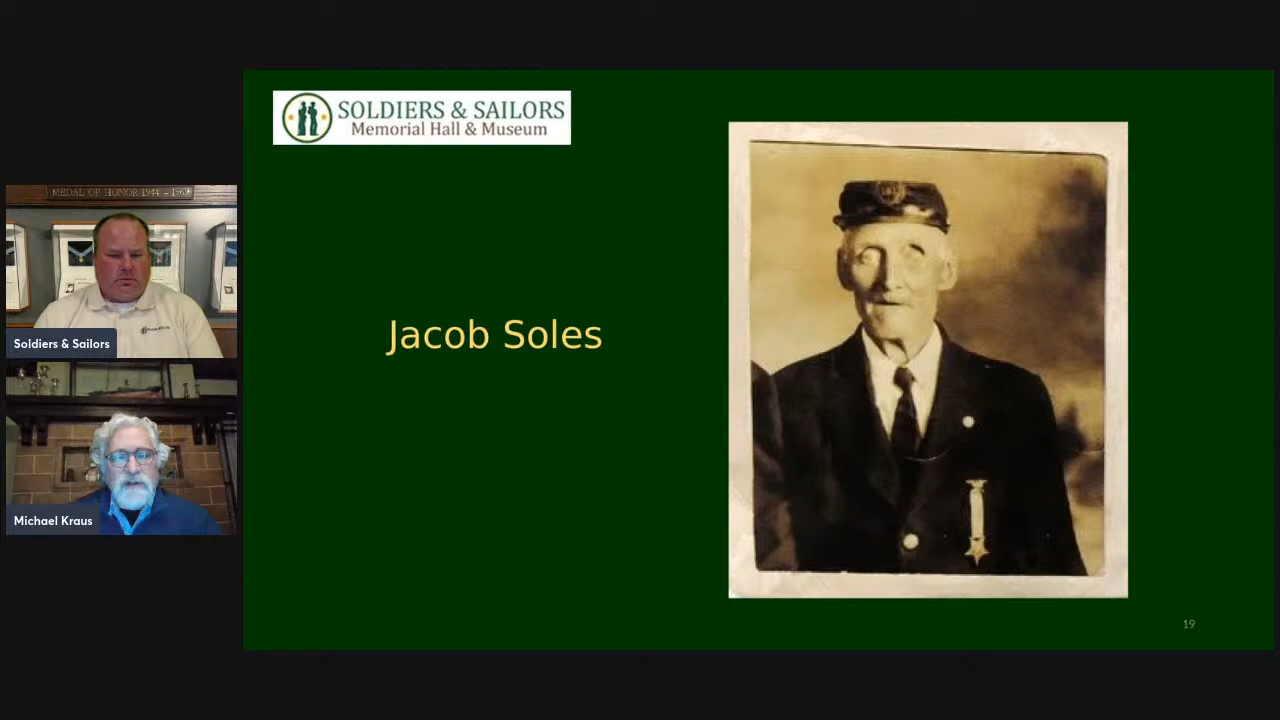 SOLDIERS & SAILORS
Memorial Hall & Museum
MEDAL OF HONOR 1944 - 1969
Soldiers & Sailors
Michael Kraus
Jacob Soles
19